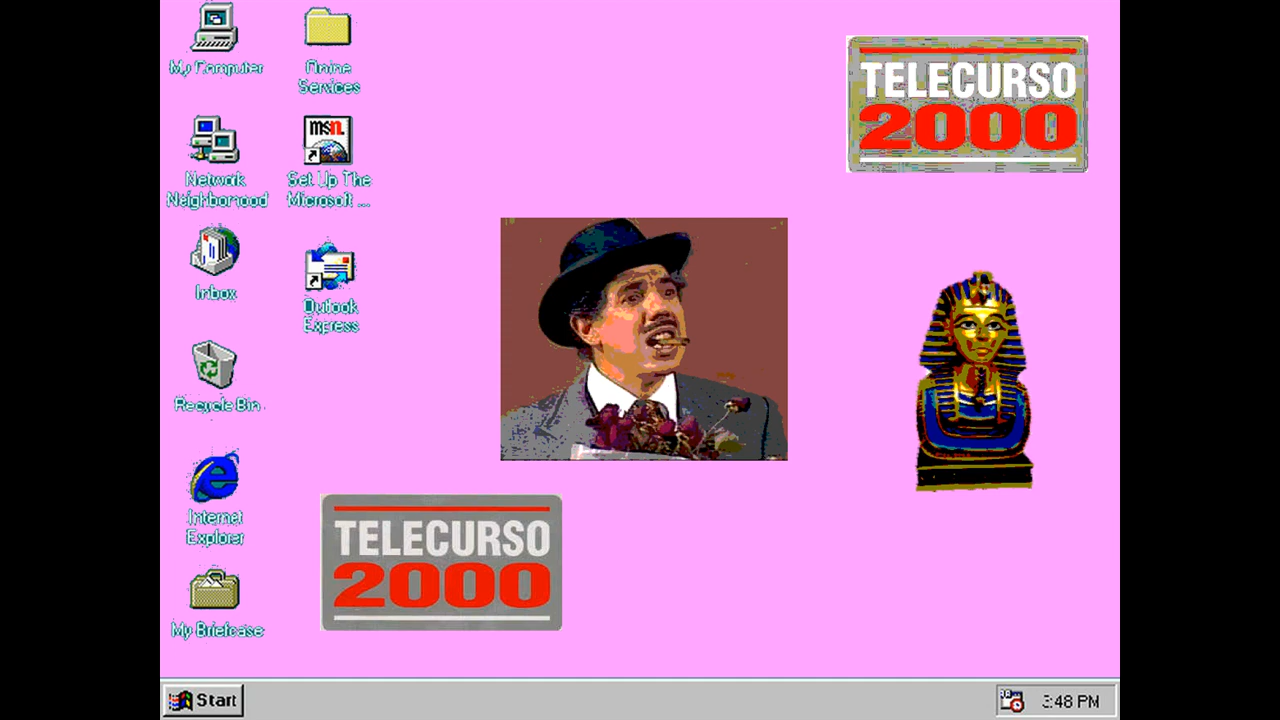 My Computer
Online
Services
Network
Neighborhood
msn.
Set Up The
Microsoft ...
Inbox
Outlook
Express
Recycle Bin
Internet
Explorer
My Briefcase
TELECURSO
2000
TELECURSO
2000
Start
3:48 PM